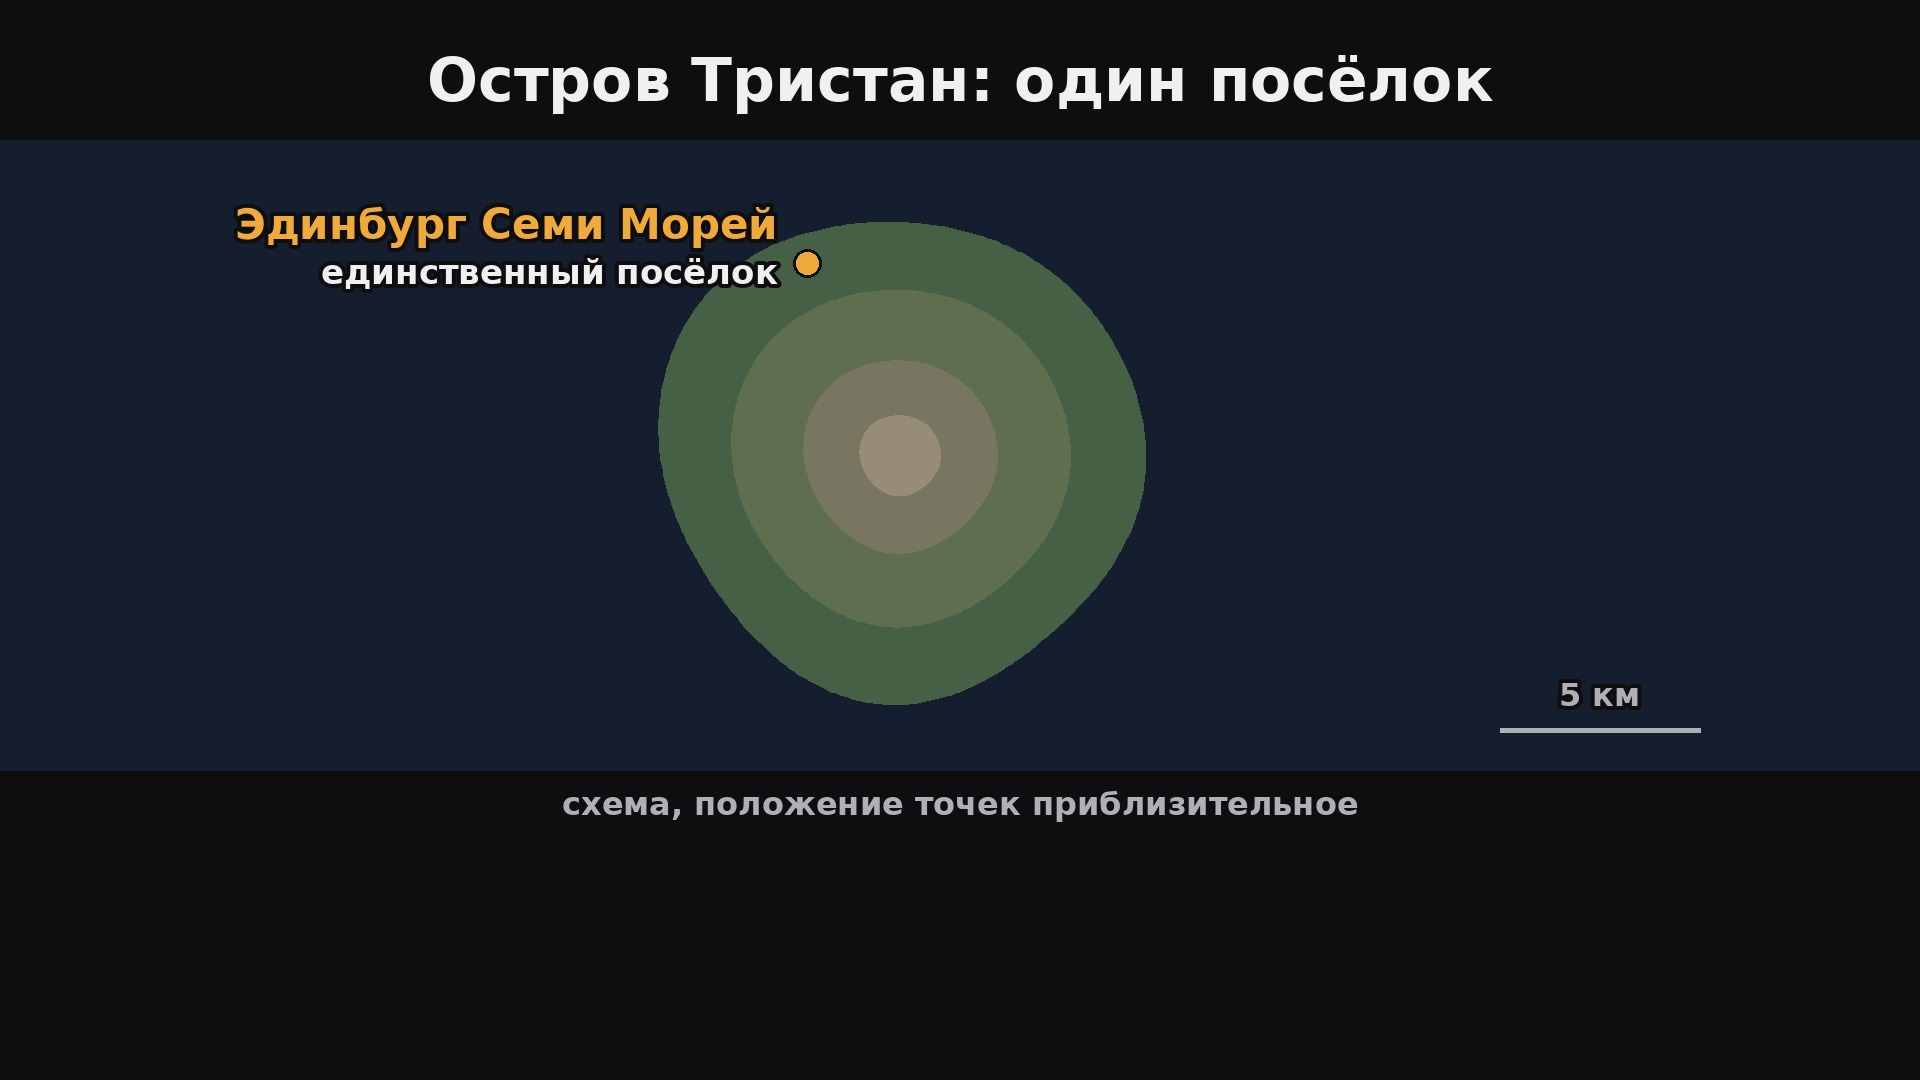 Остров Тристан: один посёлок
Эдинбург Семи Морей
единственный посёлок
5 км
схема, положение точек приблизительное